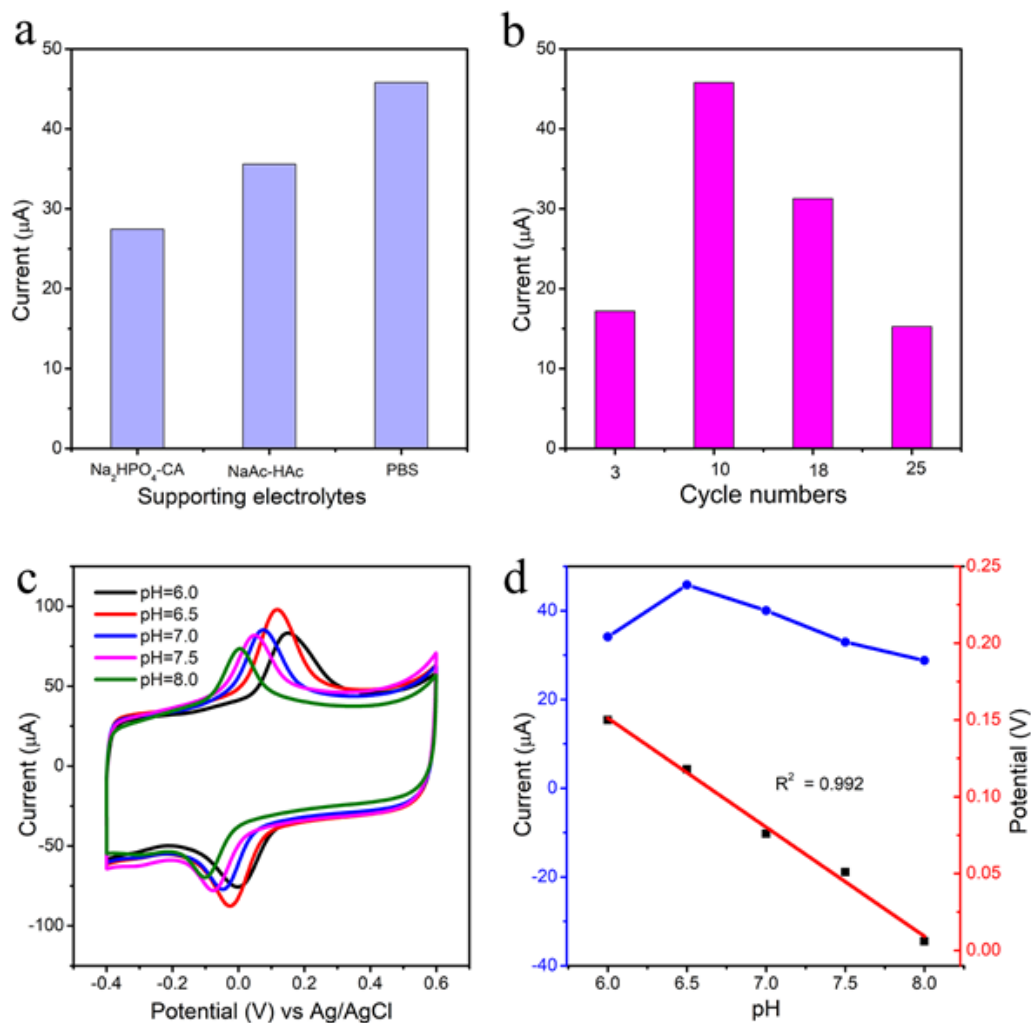 a
50
40
30
20
10
0
Current (μA)
Na₂HPO₄-CA
NaAc-HAc
PBS
Supporting electrolytes
b
50
40
30
20
10
0
Current (μA)
3
10
18
25
Cycle numbers
c
100
50
0
-50
-100
Current (μA)
pH=6.0
pH=6.5
pH=7.0
pH=7.5
pH=8.0
-0.4
-0.2
0.0
0.2
0.4
0.6
Potential (V) vs Ag/AgCl
d
40
20
0
-20
-40
Current (μA)
R² = 0.992
0.25
0.20
0.15
0.10
0.05
0.00
Potential (V)
6.0
6.5
7.0
7.5
8.0
pH